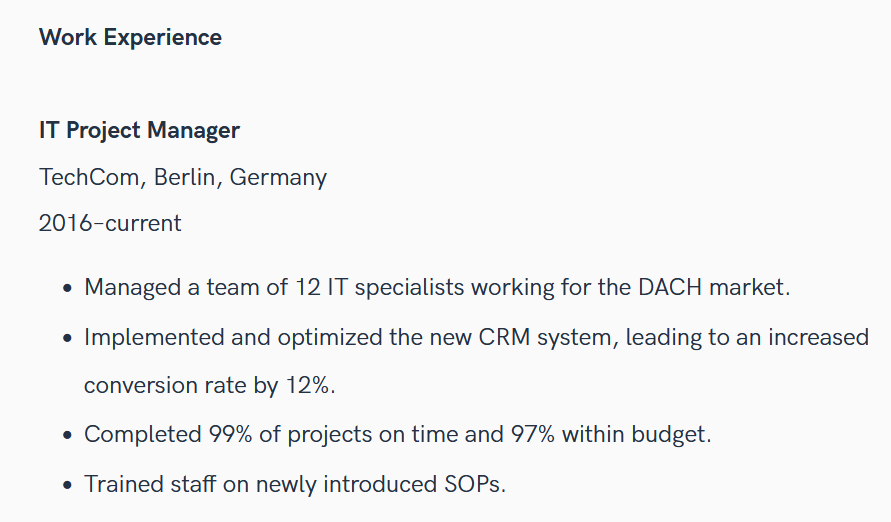 Work Experience
IT Project Manager
TechCom, Berlin, Germany
2016–current
• Managed a team of 12 IT specialists working for the DACH market.
• Implemented and optimized the new CRM system, leading to an increased
conversion rate by 12%.
• Completed 99% of projects on time and 97% within budget.
• Trained staff on newly introduced SOPs.